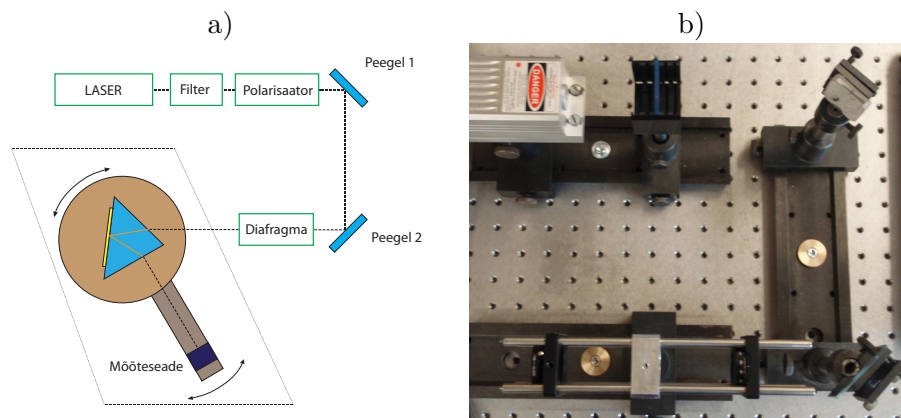 a)
b)
Peegel 1
LASER
Filter
Polarisaator
Diafragma
Peegel 2
Mõõteseade
DANGER